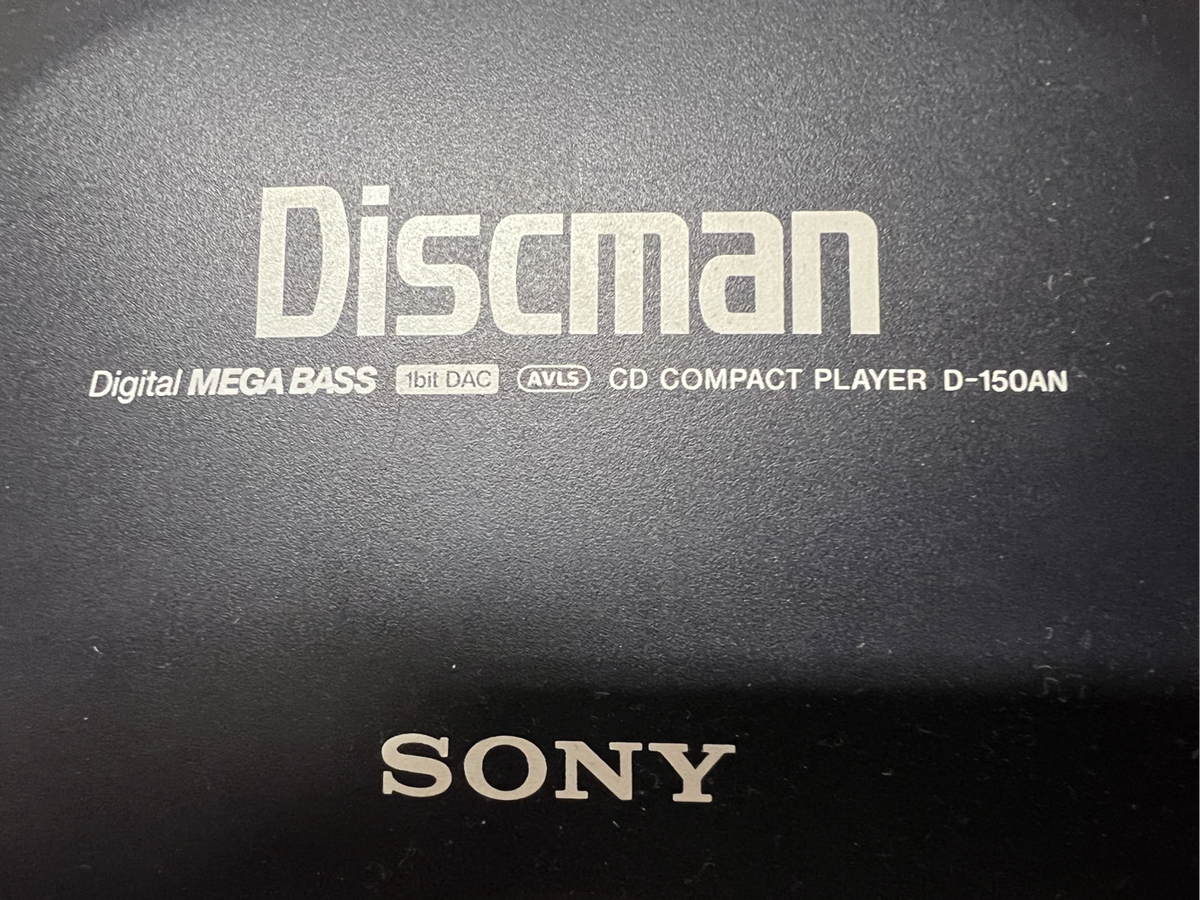 Discman
Digital MEGA BASS 1bit DAC AVLS CD COMPACT PLAYER D-150AN
SONY